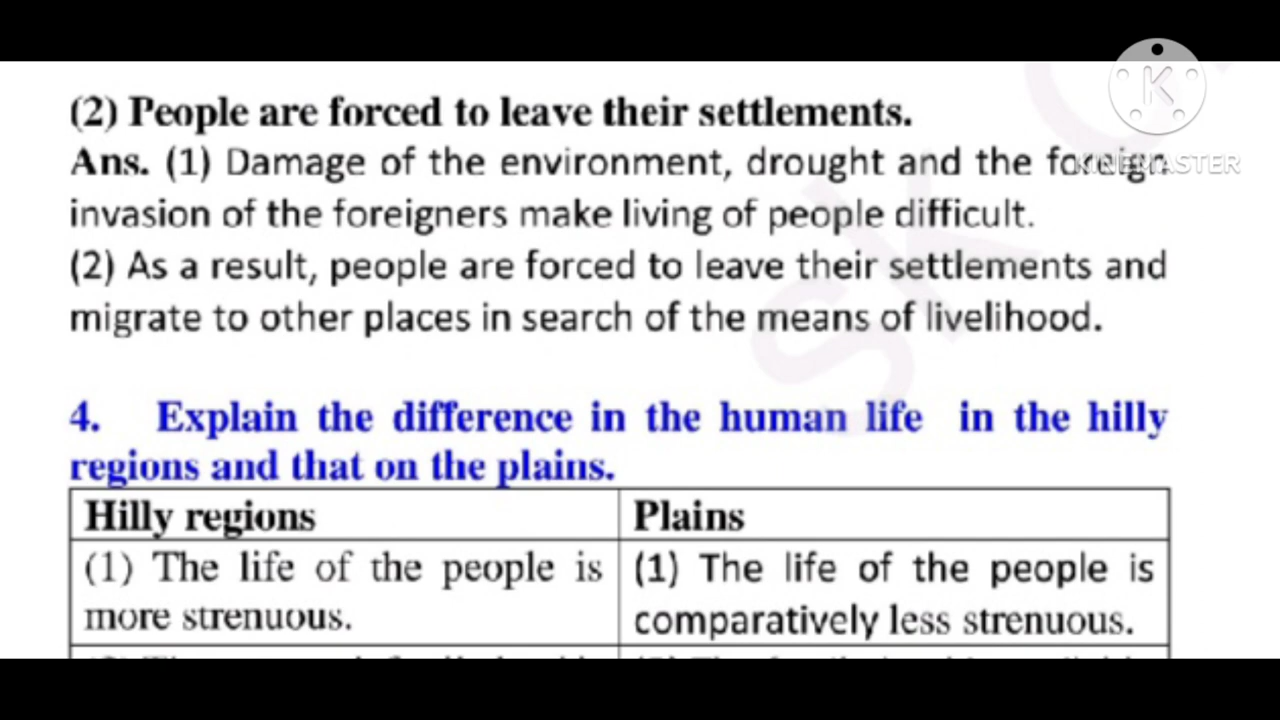 (2) People are forced to leave their settlements.
Ans. (1) Damage of the environment, drought and the foreign
KINEMASTER
invasion of the foreigners make living of people difficult.
(2) As a result, people are forced to leave their settlements and
migrate to other places in search of the means of livelihood.
4. Explain the difference in the human life in the hilly
regions and that on the plains.
Hilly regions Plains
(1) The life of the people is (1) The life of the people is
more strenuous. comparatively less strenuous.